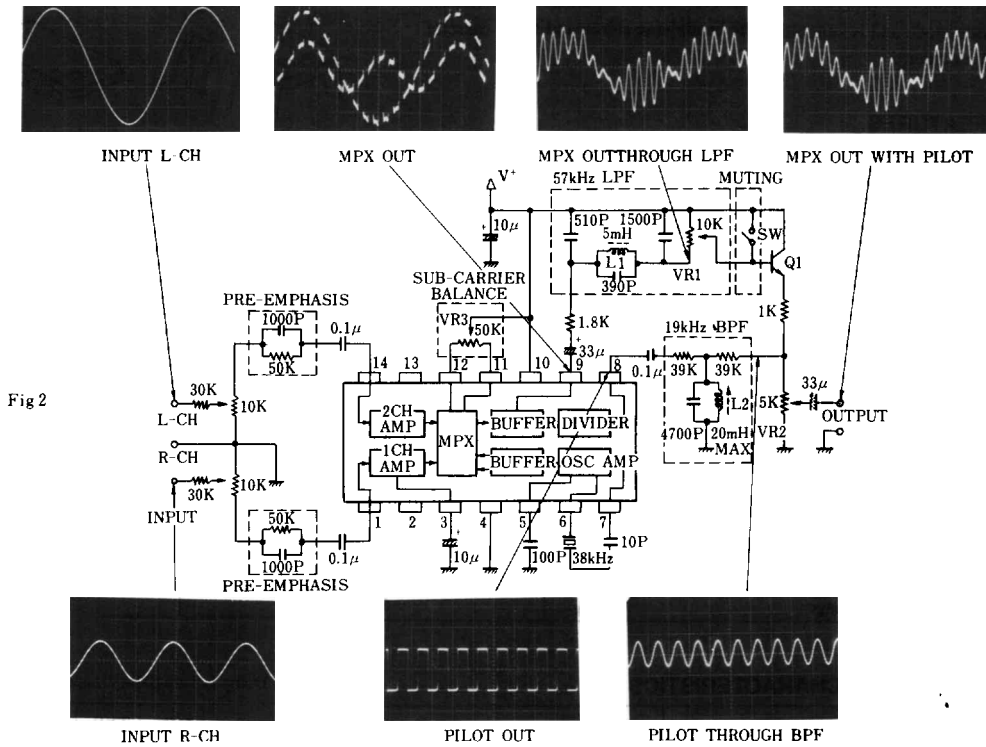 INPUT L-CH
MPX OUT
MPX OUTTHROUGH LPF
MPX OUT WITH PILOT
57kHz LPF
MUTING
V+
+
10μ
510P
1500P
5mH
L1
390P
10K
VR1
SW
Q1
SUB-CARRIER
BALANCE
VR3
50K
1.8K
+
33μ
1K
PRE-EMPHASIS
1000P
50K
0.1μ
19kHz BPF
0.1μ
39K
39K
4700P
L2
20mH
MAX
5K
VR2
+
33μ
OUTPUT
14
13
12
11
10
9
8
Fig 2
30K
L-CH
10K
R-CH
10K
30K
INPUT
2CH
AMP
1CH
AMP
MPX
BUFFER
DIVIDER
BUFFER
OSC AMP
1
2
3
4
5
6
7
50K
1000P
0.1μ
PRE-EMPHASIS
+
10μ
100P
38kHz
10P
INPUT R-CH
PILOT OUT
PILOT THROUGH BPF